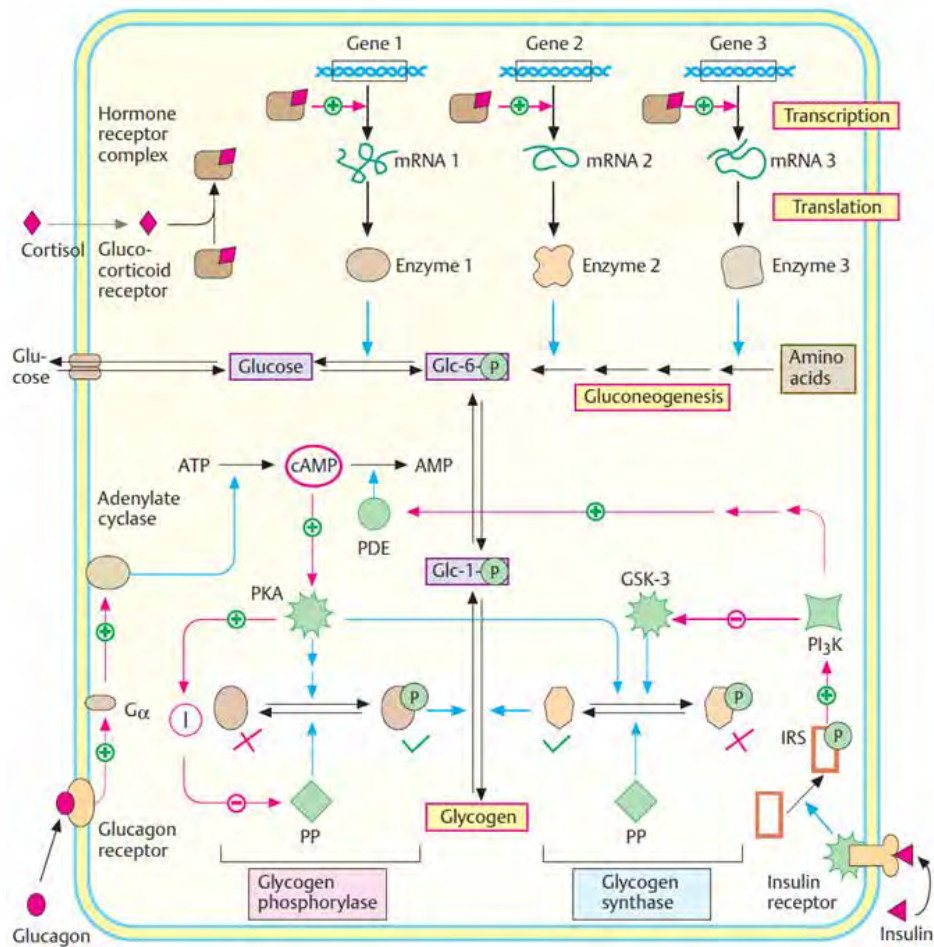 Gene 1
Gene 2
Gene 3
Hormone
receptor
complex
Transcription
mRNA 1
mRNA 2
mRNA 3
Translation
Cortisol
Gluco-
corticoid
receptor
Enzyme 1
Enzyme 2
Enzyme 3
Glu-
cose
Glucose
Glc-6-P
Amino
acids
Gluconeogenesis
ATP
cAMP
AMP
Adenylate
cyclase
PDE
Glc-1-P
PKA
GSK-3
PI3K
Gα
I
P
P
IRS
P
Glucagon
receptor
PP
Glycogen
PP
Glycogen
phosphorylase
Glycogen
synthase
Insulin
receptor
Glucagon
Insulin